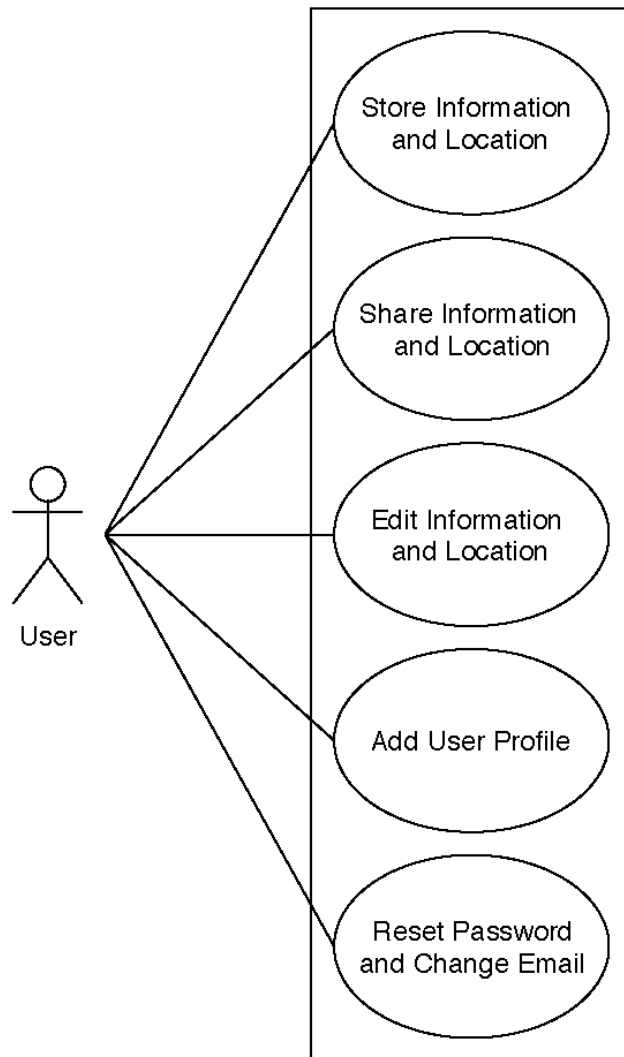 Store Information
and Location
Share Information
and Location
Edit Information
and Location
User
Add User Profile
Reset Password
and Change Email